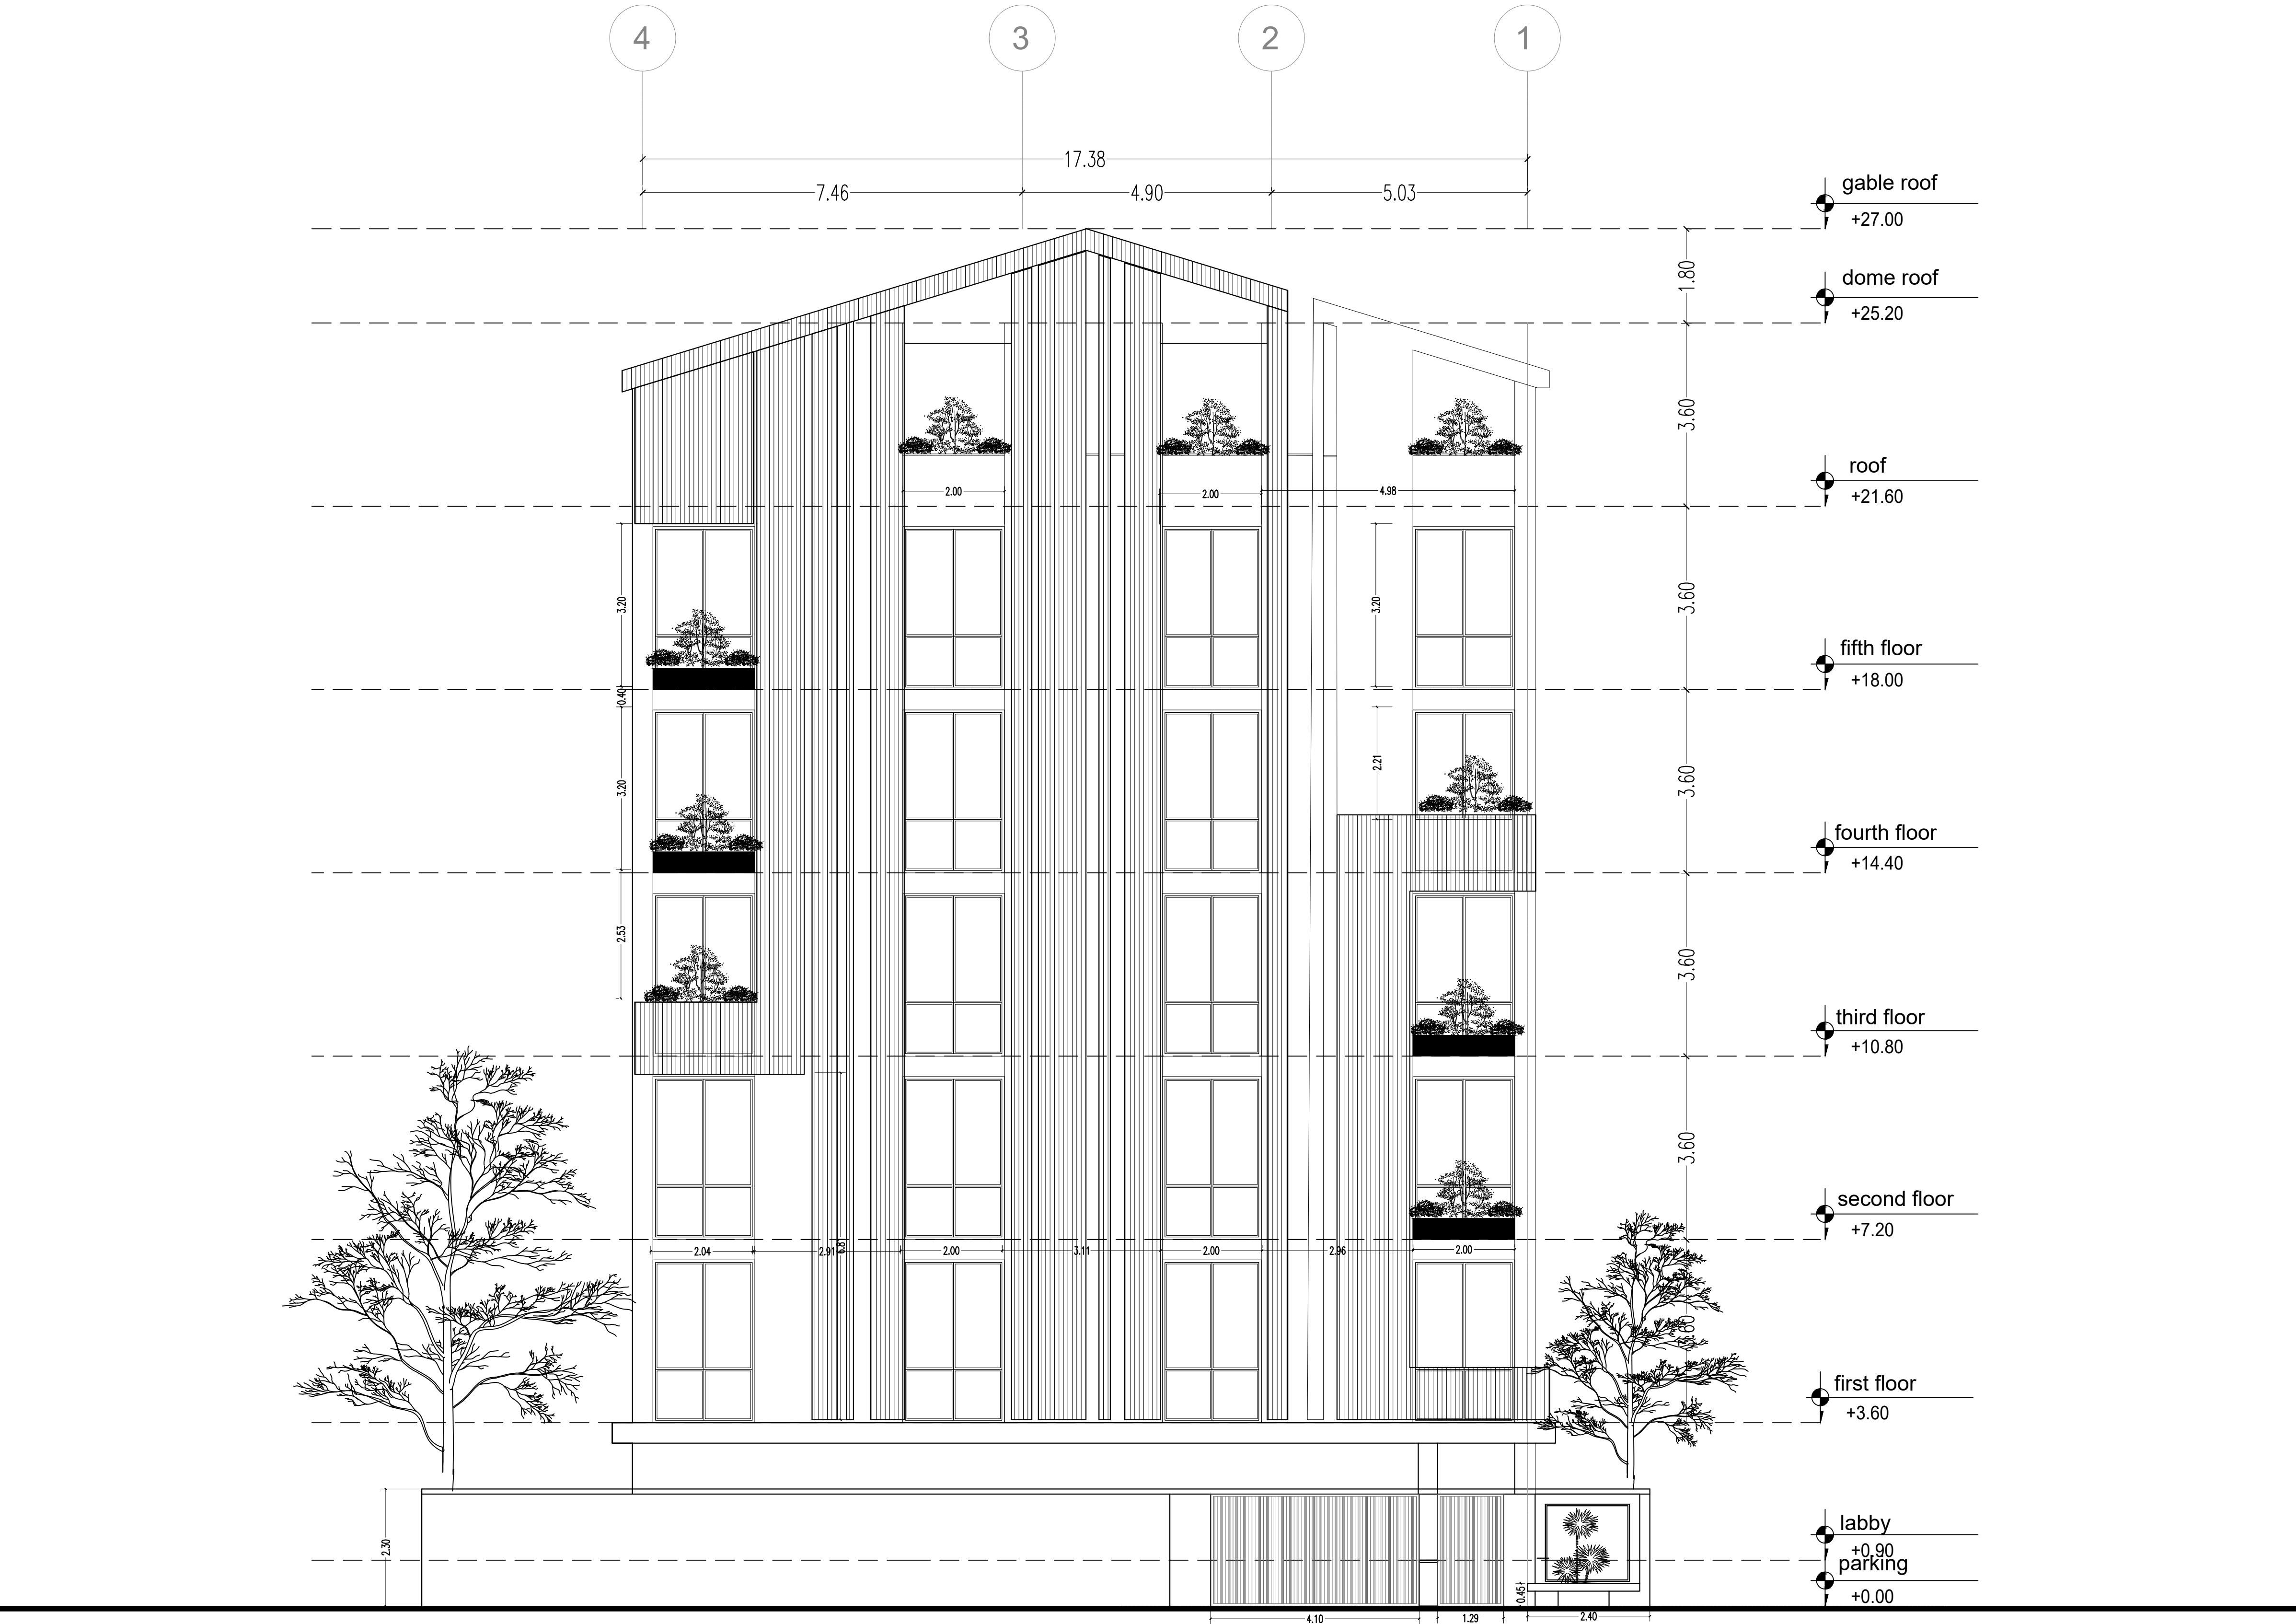 4 3 2 1
17.38
7.46 4.90 5.03
gable roof
+27.00
1.80
dome roof
+25.20
3.60
roof
+21.60
2.00 2.00 4.98
3.20 3.20 3.60
fifth floor
+18.00
0.40
3.20 2.21 3.60
fourth floor
+14.40
2.53 3.60
third floor
+10.80
3.60
second floor
+7.20
2.04 2.91 2.00 3.11 2.00 2.96 2.00
first floor
+3.60
2.30
labby
+0.90
parking
+0.00
0.45
4.10 1.29 2.40